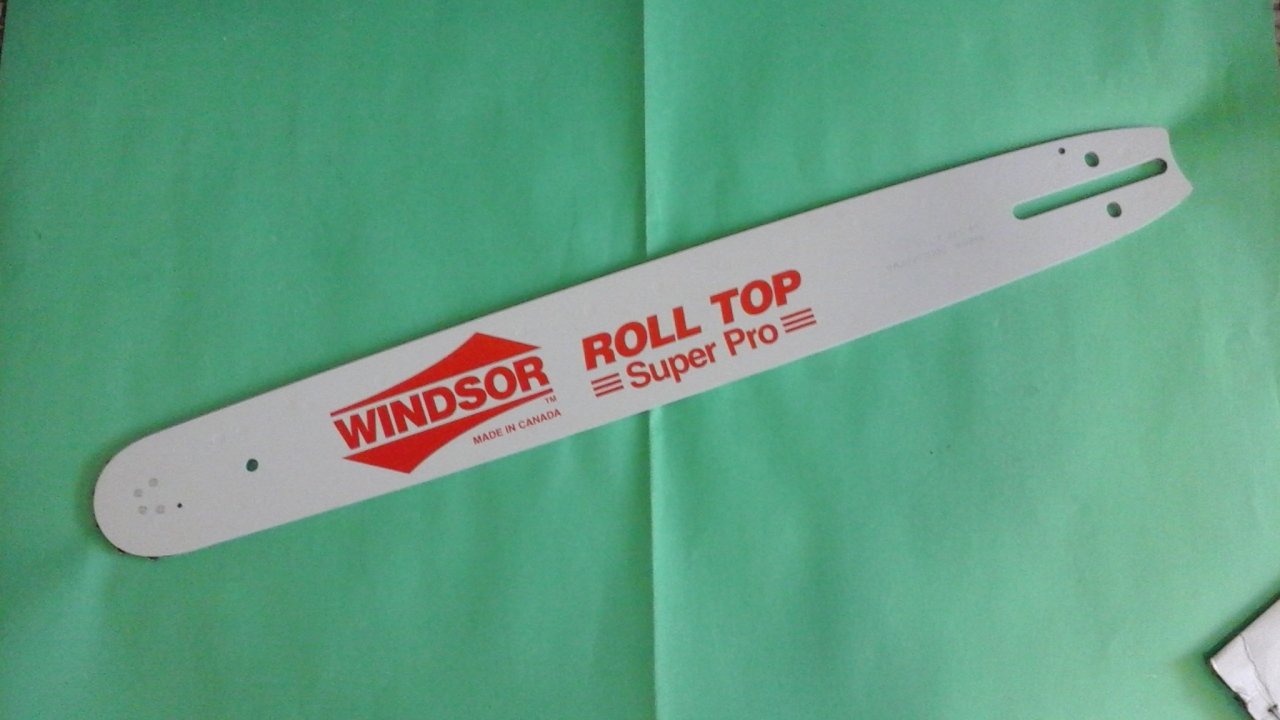 WINDSOR
TM
MADE IN CANADA
ROLL TOP
Super Pro